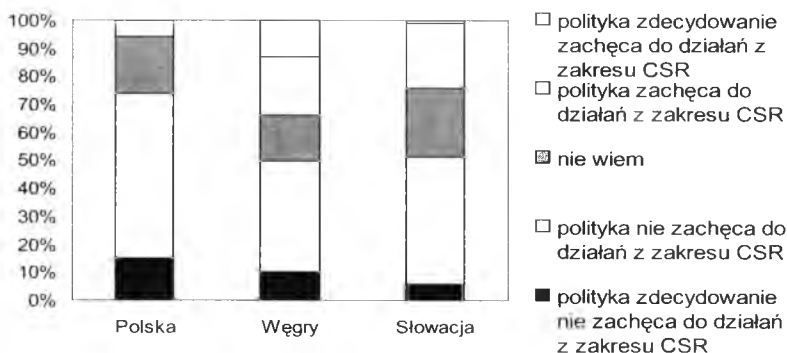 100%
90%
80%
70%
60%
50%
40%
30%
20%
10%
0%
Polska
Węgry
Słowacja
polityka zdecydowanie
zachęca do działań z
zakresu CSR
polityka zachęca do
działań z zakresu CSR
nie wiem
polityka nie zachęca do
działań z zakresu CSR
polityka zdecydowanie
nie zachęca do działań
z zakresu CSR